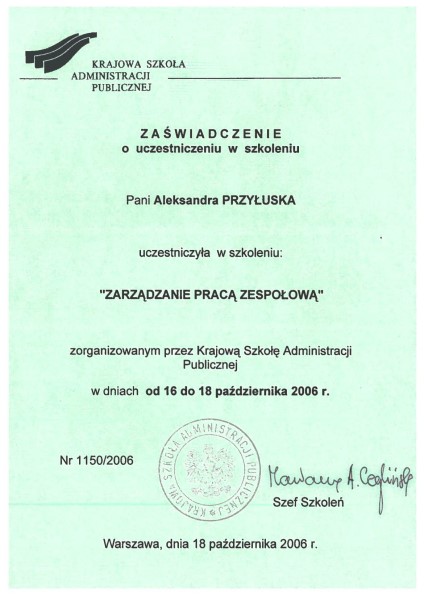 KRAJOWA SZKOŁA
ADMINISTRACJI
PUBLICZNEJ
ZAŚWIADCZENIE
o uczestniczeniu w szkoleniu
Pani Aleksandra PRZYŁUSKA
uczestniczyła w szkoleniu:
"ZARZĄDZANIE PRACĄ ZESPOŁOWĄ"
zorganizowanym przez Krajową Szkołę Administracji
Publicznej
w dniach od 16 do 18 października 2006 r.
Nr 1150/2006
KRAJOWA SZKOŁA ADMINISTRACJI PUBLICZNEJ
Szef Szkoleń
Warszawa, dnia 18 października 2006 r.